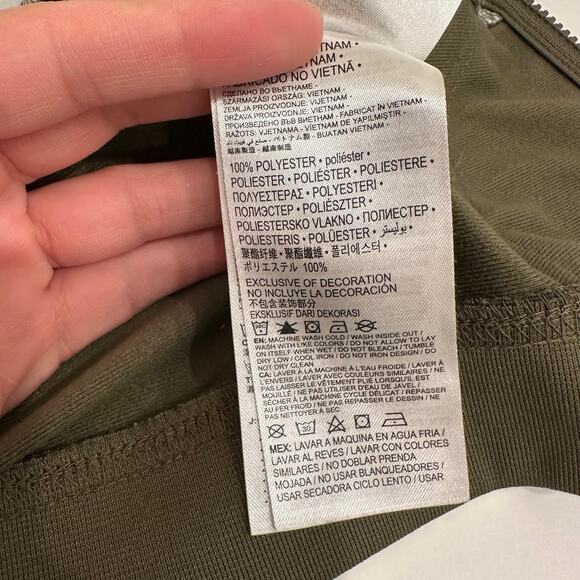 VIETNAM •
VIETNAM •
FABRICADO NO VIETNÃ •
СДЕЛАНО ВО ВЬЕТНАМЕ •
SZÁRMAZÁSI ORSZÁG: VIETNAM •
ZEMLJA PROIZVODNJE: VIJETNAM •
DRŽAVA PROIZVODNJE: VIETNAM •
ПРОИЗВЕДЕНО ВЪВ ВИЕТНАМ • FABRICAT ÎN VIETNAM •
RAŽOTS: VJETNAMA • VİETNAM DE YAPILMIŞTIR •
BUATAN VIETNAM •
越南製造 • 越南制造
100% POLYESTER • poliéster •
POLIESTER • POLIÉSTER • POLIESTERE •
ΠΟΛΥΕΣΤΕΡΑΣ • POLYESTERI •
ПОЛИЭСТЕР • POLIÉSZTER •
POLIESTERSKO VLAKNO • ПОЛИЕСТЕР •
POLIESTERIS • POLÜESTER • بوليستر •
聚酯纖維 • 聚酯纤维 • 폴리에스터 •
ポリエステル 100%
EXCLUSIVE OF DECORATION
NO INCLUYE LA DECORACIÓN
不包含装饰部分
EKSKLUSIF DARI DEKORASI
EN: MACHINE WASH COLD / WASH INSIDE OUT /
WASH WITH LIKE COLORS / DO NOT ALLOW TO LAY
ON ITSELF WHEN WET / DO NOT BLEACH / TUMBLE
DRY LOW / COOL IRON / DO NOT IRON DESIGN / DO
NOT DRY CLEAN
CA: LAVER À LA MACHINE À L'EAU FROIDE / LAVER À
L'ENVERS / LAVER AVEC COULEURS SIMILAIRES / NE
PAS LAISSER LE VÊTEMENT PLIÉ LORSQU'IL EST
MOUILLÉ / NE PAS UTILISER D'EAU DE JAVEL /
SÉCHER À LA MACHINE CYCLE DÉLICAT / REPASSER
AU FER FROID / NE PAS REPASSER LE DESSIN / NE
PAS NETTOYER À SEC
30
MEX: LAVAR A MAQUINA EN AGUA FRIA /
LAVAR AL REVES / LAVAR CON COLORES
SIMILARES / NO DOBLAR PRENDA
MOJADA / NO USAR BLANQUEADORES /
USAR SECADORA CICLO LENTO / USAR